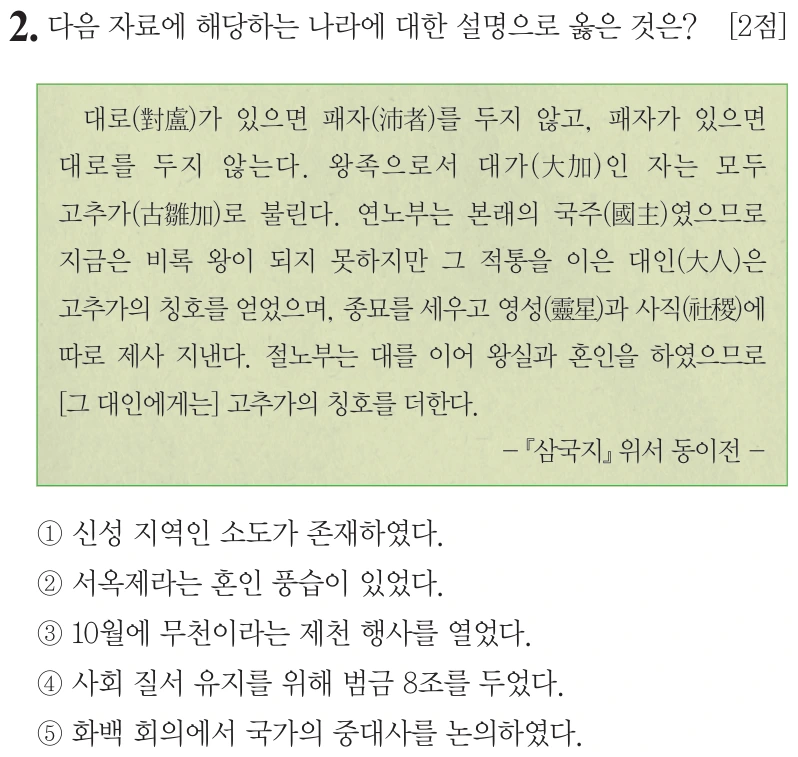 2. 다음 자료에 해당하는 나라에 대한 설명으로 옳은 것은? [2점]
대로(對盧)가 있으면 패자(沛者)를 두지 않고, 패자가 있으면
대로를 두지 않는다. 왕족으로서 대가(大加)인 자는 모두
고추가(古雛加)로 불린다. 연노부는 본래의 국주(國主)였으므로
지금은 비록 왕이 되지 못하지만 그 적통을 이은 대인(大人)은
고추가의 칭호를 얻었으며, 종묘를 세우고 영성(靈星)과 사직(社稷)에
따로 제사 지낸다. 절노부는 대를 이어 왕실과 혼인을 하였으므로
[그 대인에게는] 고추가의 칭호를 더한다.
-『삼국지』 위서 동이전 -
① 신성 지역인 소도가 존재하였다.
② 서옥제라는 혼인 풍습이 있었다.
③ 10월에 무천이라는 제천 행사를 열었다.
④ 사회 질서 유지를 위해 범금 8조를 두었다.
⑤ 화백 회의에서 국가의 중대사를 논의하였다.